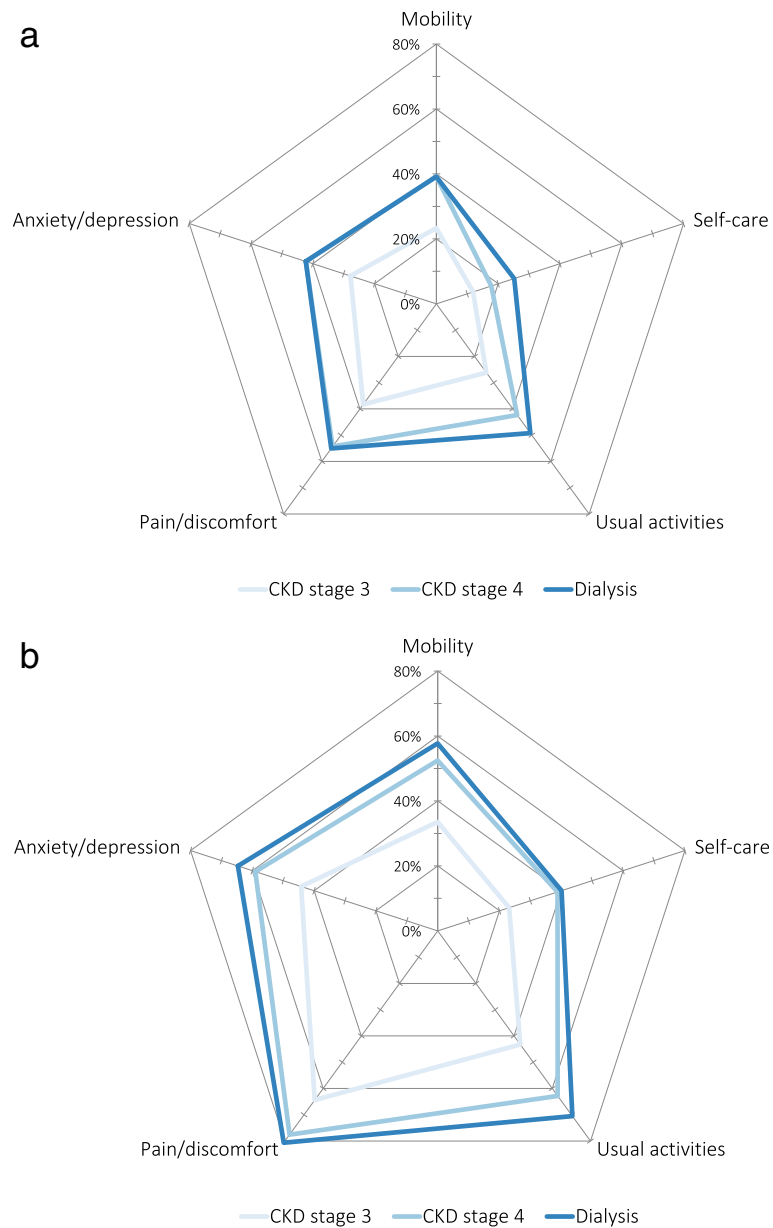 a
Mobility
80%
60%
Anxiety/depression
Self-care
40%
20%
0%
Pain/discomfort
Usual activities
CKD stage 3 CKD stage 4 Dialysis
b
Mobility
80%
60%
40%
Anxiety/depression
Self-care
20%
0%
Pain/discomfort
Usual activities
CKD stage 3 CKD stage 4 Dialysis